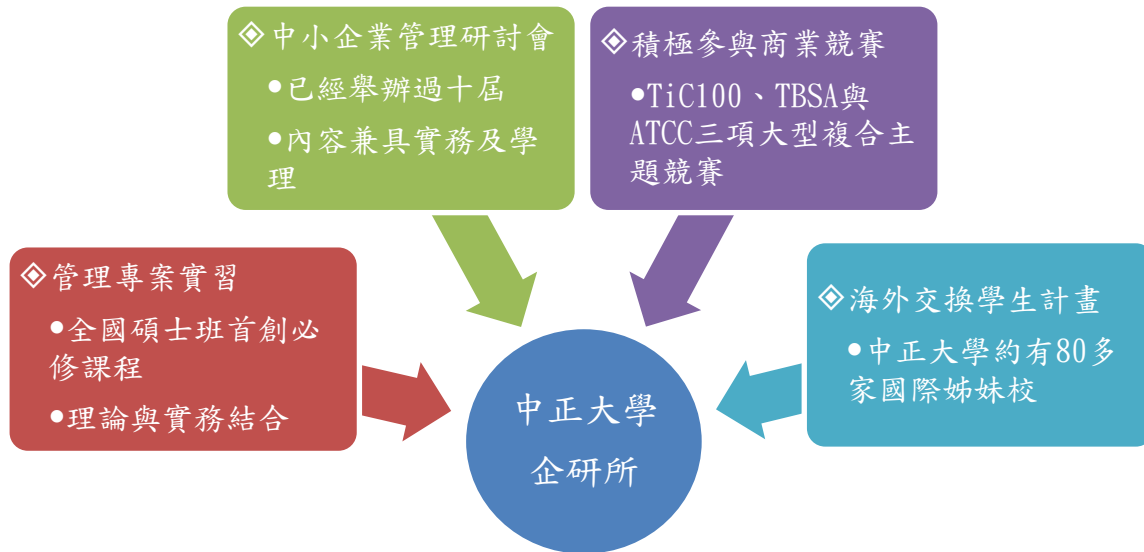 ◈中小企業管理研討會
•已經舉辦過十屆
•內容兼具實務及學
理
◈積極參與商業競賽
•TiC100、TBSA與
ATCC三項大型複合主
題競賽
◈管理專案實習
•全國碩士班首創必
修課程
•理論與實務結合
◈海外交換學生計畫
•中正大學約有80多
家國際姊妹校
中正大學
企研所